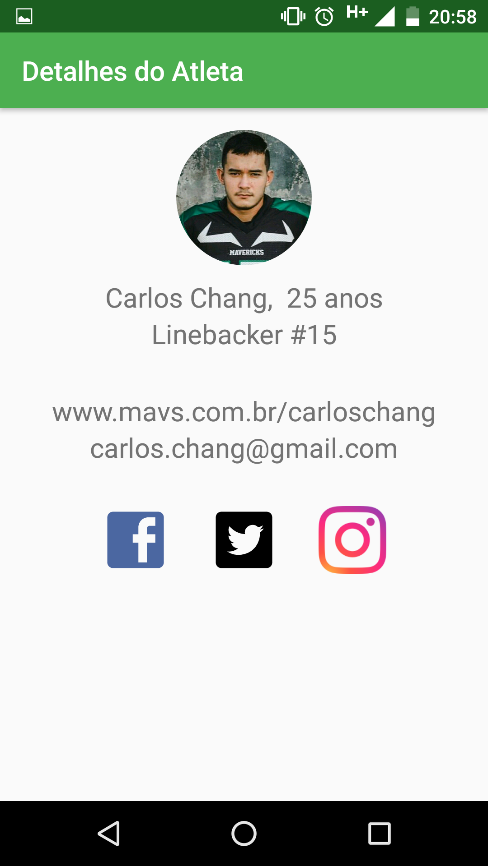 H+ 20:58
Detalhes do Atleta
MAVERICKS
Carlos Chang,  25 anos
Linebacker #15
www.mavs.com.br/carloschang
carlos.chang@gmail.com